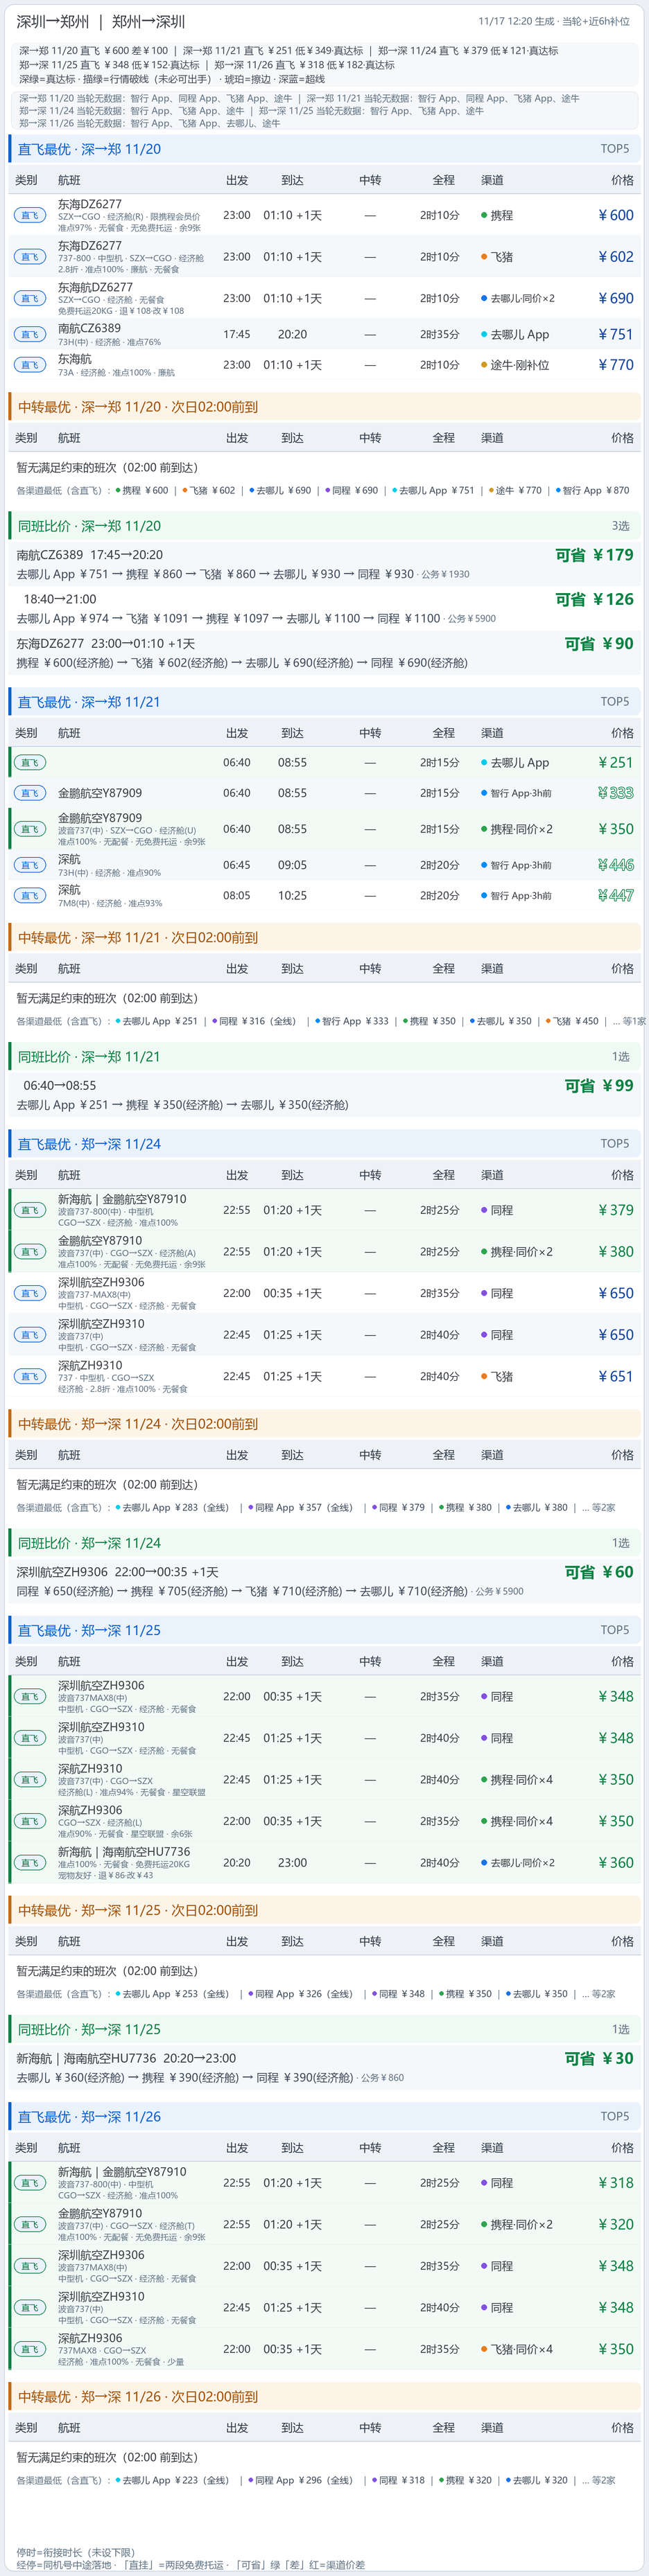 深圳→郑州 | 郑州→深圳
11/17 12:20 生成 · 当轮+近6h补位
深→郑 11/20 直飞 ¥600 差¥100 | 深→郑 11/21 直飞 ¥251 低¥349·真达标 | 郑→深 11/24 直飞 ¥379 低¥121·真达标
郑→深 11/25 直飞 ¥348 低¥152·真达标 | 郑→深 11/26 直飞 ¥318 低¥182·真达标
深绿=真达标 · 描绿=行情破线（未必可出手） · 琥珀=擦边 · 深蓝=超线
深→郑 11/20 当轮无数据：智行 App、同程 App、飞猪 App、途牛 | 深→郑 11/21 当轮无数据：智行 App、同程 App、飞猪 App、途牛
郑→深 11/24 当轮无数据：智行 App、飞猪 App、途牛 | 郑→深 11/25 当轮无数据：智行 App、飞猪 App、途牛
郑→深 11/26 当轮无数据：智行 App、飞猪 App、去哪儿、途牛
直飞最优 · 深→郑 11/20 TOP5
类别 航班 出发 到达 中转 全程 渠道 价格
东海DZ6277
直飞 SZX→CGO · 经济舱(R) · 限携程会员价 23:00 01:10 +1天 — 2时10分 携程 ¥600
准点97% · 无餐食 · 无免费托运 · 余9张
东海DZ6277
直飞 737-800 · 中型机 · SZX→CGO · 经济舱 23:00 01:10 +1天 — 2时10分 飞猪 ¥602
2.8折 · 准点100% · 廉航 · 无餐食
东海航DZ6277
直飞 SZX→CGO · 经济舱 · 无餐食 23:00 01:10 +1天 — 2时10分 去哪儿·同价×2 ¥690
免费托运20KG · 退¥108·改¥108
南航CZ6389
直飞 73H(中) · 经济舱 · 准点76% 17:45 20:20 — 2时35分 去哪儿 App ¥751
东海航
直飞 73A · 经济舱 · 准点100% · 廉航 23:00 01:10 +1天 — 2时10分 途牛·刚补位 ¥770
中转最优 · 深→郑 11/20 · 次日02:00前到
类别 航班 出发 到达 中转 全程 渠道 价格
暂无满足约束的班次（02:00 前到达）
各渠道最低（含直飞）： 携程 ¥600 | 飞猪 ¥602 | 去哪儿 ¥690 | 同程 ¥690 | 去哪儿 App ¥751 | 途牛 ¥770 | 智行 App ¥870
同班比价 · 深→郑 11/20 3选
南航CZ6389 17:45→20:20 可省 ¥179
去哪儿 App ¥751 → 携程 ¥860 → 飞猪 ¥860 → 去哪儿 ¥930 → 同程 ¥930 · 公务¥1930
18:40→21:00 可省 ¥126
去哪儿 App ¥974 → 飞猪 ¥1091 → 携程 ¥1097 → 去哪儿 ¥1100 → 同程 ¥1100 · 公务¥5900
东海DZ6277 23:00→01:10 +1天 可省 ¥90
携程 ¥600(经济舱) → 飞猪 ¥602(经济舱) → 去哪儿 ¥690(经济舱) → 同程 ¥690(经济舱)
直飞最优 · 深→郑 11/21 TOP5
类别 航班 出发 到达 中转 全程 渠道 价格
直飞 06:40 08:55 — 2时15分 去哪儿 App ¥251
直飞 金鹏航空Y87909 06:40 08:55 — 2时15分 智行 App·3h前 ¥333
金鹏航空Y87909
直飞 波音737(中) · SZX→CGO · 经济舱(U) 06:40 08:55 — 2时15分 携程·同价×2 ¥350
准点100% · 无配餐 · 无免费托运 · 余9张
深航
直飞 73H(中) · 经济舱 · 准点90% 06:45 09:05 — 2时20分 智行 App·3h前 ¥446
深航
直飞 7M8(中) · 经济舱 · 准点93% 08:05 10:25 — 2时20分 智行 App·3h前 ¥447
中转最优 · 深→郑 11/21 · 次日02:00前到
类别 航班 出发 到达 中转 全程 渠道 价格
暂无满足约束的班次（02:00 前到达）
各渠道最低（含直飞）： 去哪儿 App ¥251 | 同程 ¥316（全线） | 智行 App ¥333 | 携程 ¥350 | 去哪儿 ¥350 | 飞猪 ¥450 | … 等1家
同班比价 · 深→郑 11/21 1选
06:40→08:55 可省 ¥99
去哪儿 App ¥251 → 携程 ¥350(经济舱) → 去哪儿 ¥350(经济舱)
直飞最优 · 郑→深 11/24 TOP5
类别 航班 出发 到达 中转 全程 渠道 价格
新海航 | 金鹏航空Y87910
直飞 波音737-800(中) · 中型机 22:55 01:20 +1天 — 2时25分 同程 ¥379
CGO→SZX · 经济舱 · 准点100%
金鹏航空Y87910
直飞 波音737(中) · CGO→SZX · 经济舱(A) 22:55 01:20 +1天 — 2时25分 携程·同价×2 ¥380
准点100% · 无配餐 · 无免费托运 · 余9张
深圳航空ZH9306
直飞 波音737-MAX8(中) 22:00 00:35 +1天 — 2时35分 同程 ¥650
中型机 · CGO→SZX · 经济舱 · 无餐食
深圳航空ZH9310
直飞 波音737(中) 22:45 01:25 +1天 — 2时40分 同程 ¥650
中型机 · CGO→SZX · 经济舱 · 无餐食
深航ZH9310
直飞 737 · 中型机 · CGO→SZX 22:45 01:25 +1天 — 2时40分 飞猪 ¥651
经济舱 · 2.8折 · 准点100% · 无餐食
中转最优 · 郑→深 11/24 · 次日02:00前到
类别 航班 出发 到达 中转 全程 渠道 价格
暂无满足约束的班次（02:00 前到达）
各渠道最低（含直飞）： 去哪儿 App ¥283（全线） | 同程 App ¥357（全线） | 同程 ¥379 | 携程 ¥380 | 去哪儿 ¥380 | … 等2家
同班比价 · 郑→深 11/24 1选
深圳航空ZH9306 22:00→00:35 +1天 可省 ¥60
同程 ¥650(经济舱) → 携程 ¥705(经济舱) → 飞猪 ¥710(经济舱) → 去哪儿 ¥710(经济舱) · 公务¥5900
直飞最优 · 郑→深 11/25 TOP5
类别 航班 出发 到达 中转 全程 渠道 价格
深圳航空ZH9306
直飞 波音737MAX8(中) 22:00 00:35 +1天 — 2时35分 同程 ¥348
中型机 · CGO→SZX · 经济舱 · 无餐食
深圳航空ZH9310
直飞 波音737(中) 22:45 01:25 +1天 — 2时40分 同程 ¥348
中型机 · CGO→SZX · 经济舱 · 无餐食
深航ZH9310
直飞 波音737(中) · CGO→SZX 22:45 01:25 +1天 — 2时40分 携程·同价×4 ¥350
经济舱(L) · 准点94% · 无餐食 · 星空联盟
深航ZH9306
直飞 CGO→SZX · 经济舱(L) 22:00 00:35 +1天 — 2时35分 携程·同价×4 ¥350
准点90% · 无餐食 · 星空联盟 · 余6张
新海航 | 海南航空HU7736
直飞 准点100% · 无餐食 · 免费托运20KG 20:20 23:00 — 2时40分 去哪儿·同价×2 ¥360
宠物友好 · 退¥86·改¥43
中转最优 · 郑→深 11/25 · 次日02:00前到
类别 航班 出发 到达 中转 全程 渠道 价格
暂无满足约束的班次（02:00 前到达）
各渠道最低（含直飞）： 去哪儿 App ¥253（全线） | 同程 App ¥326（全线） | 同程 ¥348 | 携程 ¥350 | 去哪儿 ¥350 | … 等2家
同班比价 · 郑→深 11/25 1选
新海航 | 海南航空HU7736 20:20→23:00 可省 ¥30
去哪儿 ¥360(经济舱) → 携程 ¥390(经济舱) → 同程 ¥390(经济舱) · 公务¥860
直飞最优 · 郑→深 11/26 TOP5
类别 航班 出发 到达 中转 全程 渠道 价格
新海航 | 金鹏航空Y87910
直飞 波音737-800(中) · 中型机 22:55 01:20 +1天 — 2时25分 同程 ¥318
CGO→SZX · 经济舱 · 准点100%
金鹏航空Y87910
直飞 波音737(中) · CGO→SZX · 经济舱(T) 22:55 01:20 +1天 — 2时25分 携程·同价×2 ¥320
准点100% · 无配餐 · 无免费托运 · 余9张
深圳航空ZH9306
直飞 波音737MAX8(中) 22:00 00:35 +1天 — 2时35分 同程 ¥348
中型机 · CGO→SZX · 经济舱 · 无餐食
深圳航空ZH9310
直飞 波音737(中) 22:45 01:25 +1天 — 2时40分 同程 ¥348
中型机 · CGO→SZX · 经济舱 · 无餐食
深航ZH9306
直飞 737MAX8 · CGO→SZX 22:00 00:35 +1天 — 2时35分 飞猪·同价×4 ¥350
经济舱 · 准点100% · 无餐食 · 少量
中转最优 · 郑→深 11/26 · 次日02:00前到
类别 航班 出发 到达 中转 全程 渠道 价格
暂无满足约束的班次（02:00 前到达）
各渠道最低（含直飞）： 去哪儿 App ¥223（全线） | 同程 App ¥296（全线） | 同程 ¥318 | 携程 ¥320 | 去哪儿 ¥320 | … 等2家
停时=衔接时长（未设下限）
经停=同机号中途落地 · 「直挂」=两段免费托运 · 「可省」绿「差」红=渠道价差